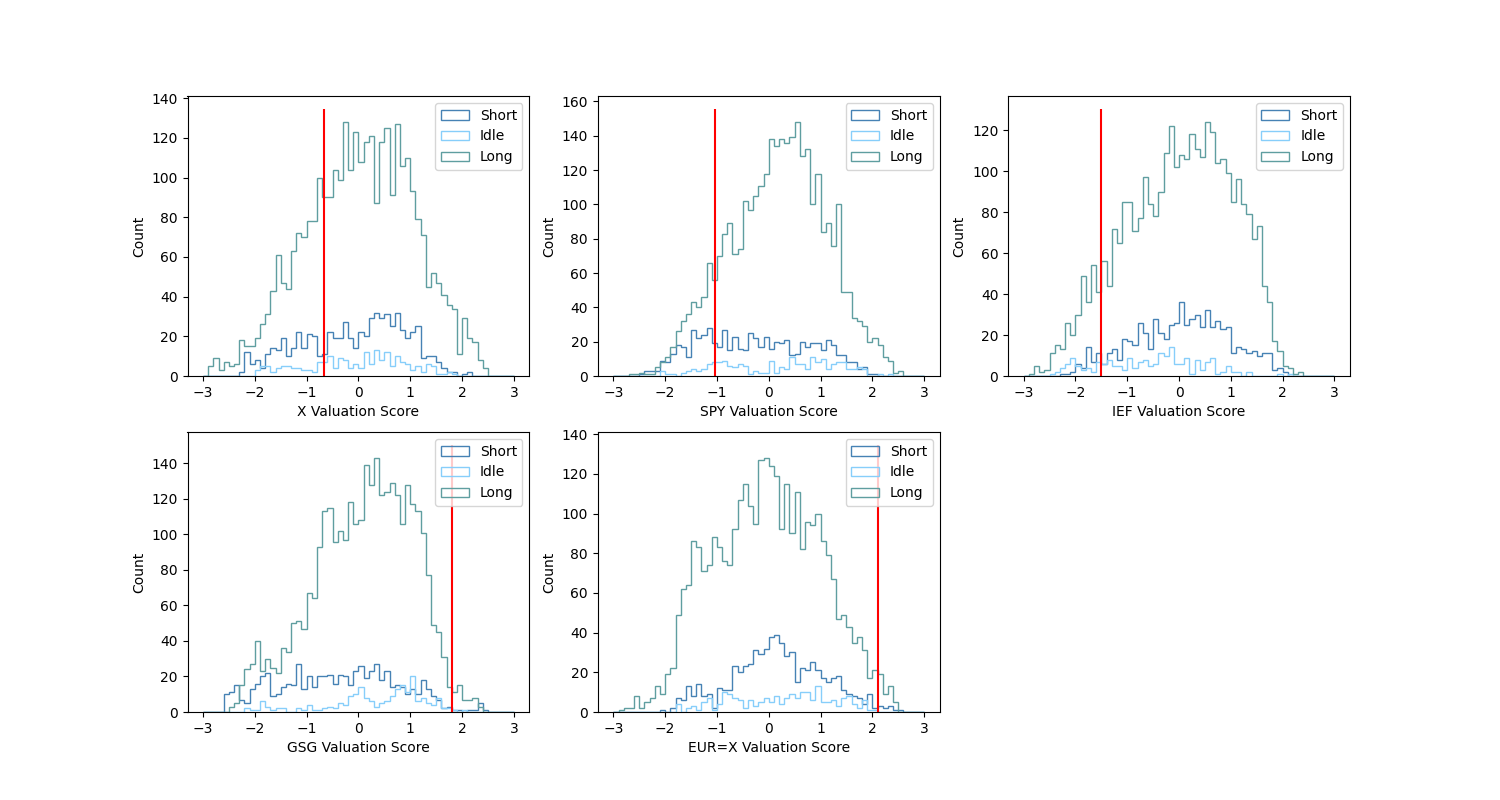 140
120
100
80
60
40
20
0
Count
−3 −2 −1 0 1 2 3
X Valuation Score
Short
Idle
Long
160
140
120
100
80
60
40
20
0
Count
−3 −2 −1 0 1 2 3
SPY Valuation Score
Short
Idle
Long
120
100
80
60
40
20
0
Count
−3 −2 −1 0 1 2 3
IEF Valuation Score
Short
Idle
Long
140
120
100
80
60
40
20
0
Count
−3 −2 −1 0 1 2 3
GSG Valuation Score
Short
Idle
Long
140
120
100
80
60
40
20
0
Count
−3 −2 −1 0 1 2 3
EUR=X Valuation Score
Short
Idle
Long